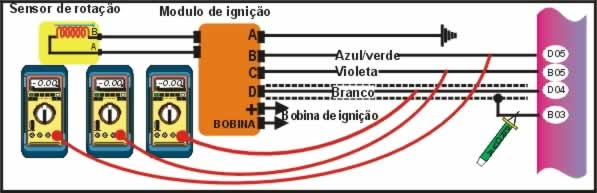 Sensor de rotação
Modulo de ignição
B
A
A
B
Azul/verde
D05
C
Violeta
B05
D
Branco
D04
+
Bobina de ignição
B03
BOBINA
-0.00
-0.00
-0.00